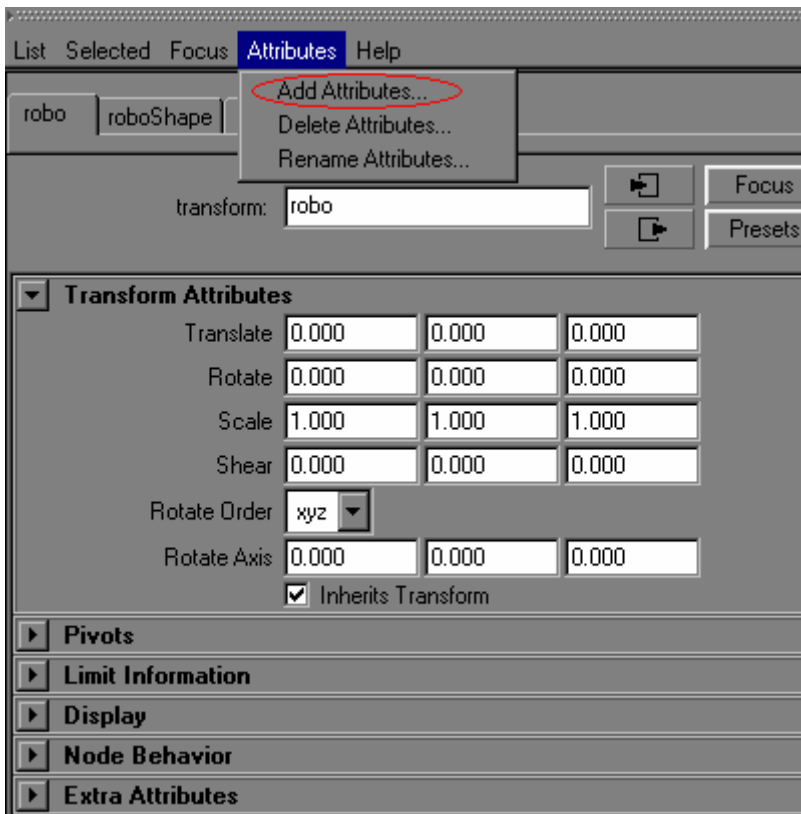 List Selected Focus Attributes Help
Add Attributes...
robo roboShape
Delete Attributes...
Rename Attributes...
Focus
transform: robo
Presets
Transform Attributes
Translate 0.000 0.000 0.000
Rotate 0.000 0.000 0.000
Scale 1.000 1.000 1.000
Shear 0.000 0.000 0.000
Rotate Order xyz
Rotate Axis 0.000 0.000 0.000
Inherits Transform
Pivots
Limit Information
Display
Node Behavior
Extra Attributes